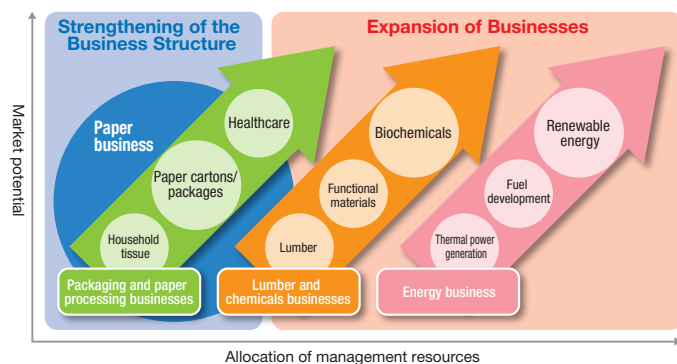 Strengthening of the
Business Structure
Expansion of Businesses
Market potential
Paper
business
Healthcare
Paper cartons/
packages
Household
tissue
Packaging and paper
processing businesses
Biochemicals
Functional
materials
Lumber
Lumber and
chemicals businesses
Renewable
energy
Fuel
development
Thermal power
generation
Energy business
Allocation of management resources